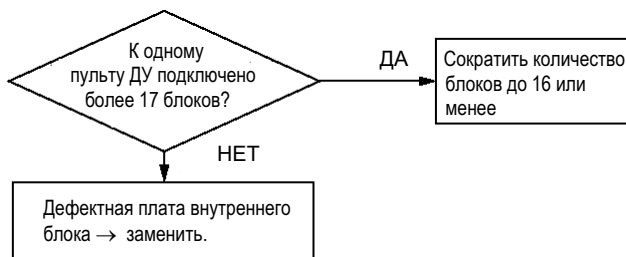 К одному
пульту ДУ подключено
более 17 блоков?
ДА
Сократить количество
блоков до 16 или
менее
НЕТ
Дефектная плата внутреннего
блока → заменить.